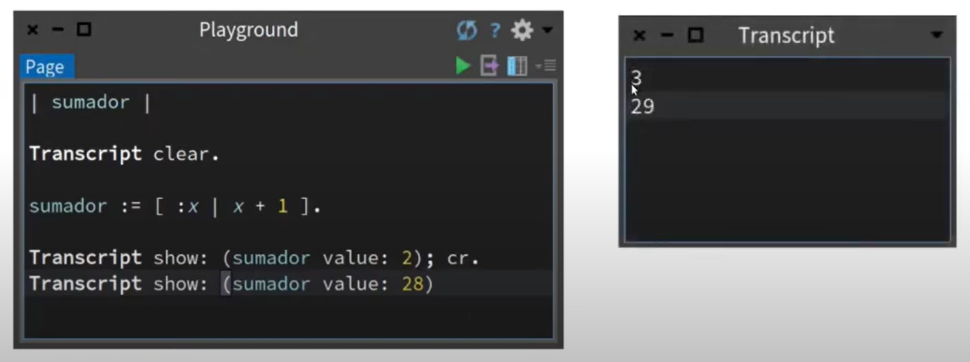 Playground
?
Page
| sumador |
Transcript clear.
sumador := [ :x | x + 1 ].
Transcript show: (sumador value: 2); cr.
Transcript show: (sumador value: 28)
Transcript
3
29